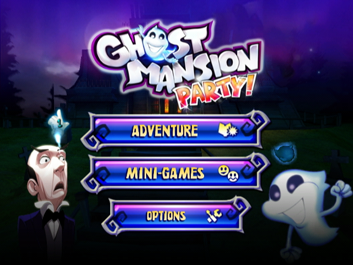 GHOST
MANSION
PARTY!
ADVENTURE
MINI-GAMES
OPTIONS